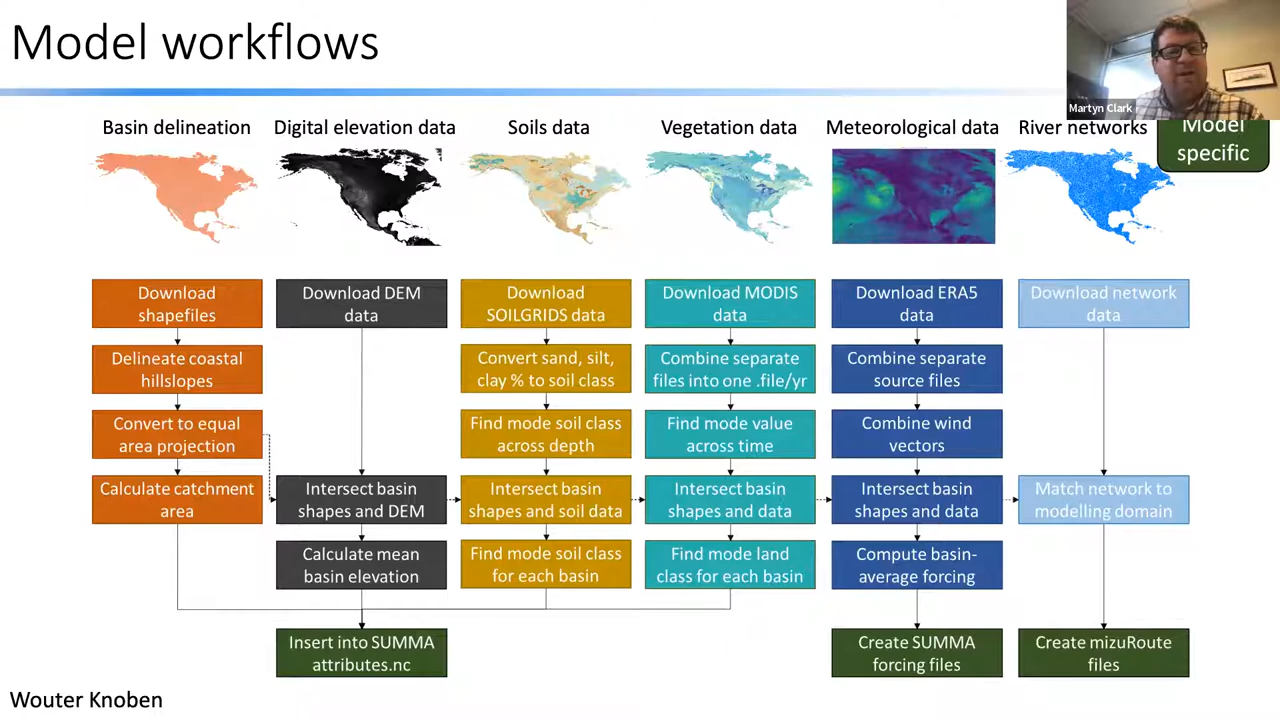 Model workflows
Martyn Clark
Model
specific
Basin delineation
Digital elevation data
Soils data
Vegetation data
Meteorological data
River networks
Download
shapefiles
Delineate coastal
hillslopes
Convert to equal
area projection
Calculate catchment
area
Download DEM
data
Intersect basin
shapes and DEM
Calculate mean
basin elevation
Insert into SUMMA
attributes.nc
Download
SOILGRIDS data
Convert sand, silt,
clay % to soil class
Find mode soil class
across depth
Intersect basin
shapes and soil data
Find mode soil class
for each basin
Download MODIS
data
Combine separate
files into one .file/yr
Find mode value
across time
Intersect basin
shapes and data
Find mode land
class for each basin
Download ERA5
data
Combine separate
source files
Combine wind
vectors
Intersect basin
shapes and data
Compute basin-
average forcing
Create SUMMA
forcing files
Download network
data
Match network to
modelling domain
Create mizuRoute
files
Wouter Knoben